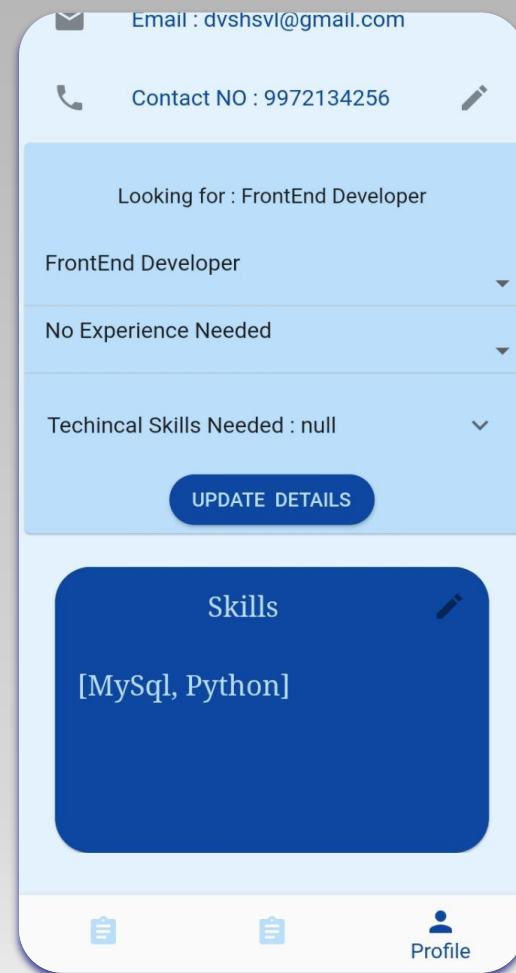 Email : dvshsvl@gmail.com
Contact NO : 9972134256
Looking for : FrontEnd Developer
FrontEnd Developer
No Experience Needed
Techincal Skills Needed : null
UPDATE DETAILS
Skills
[MySql, Python]
Profile